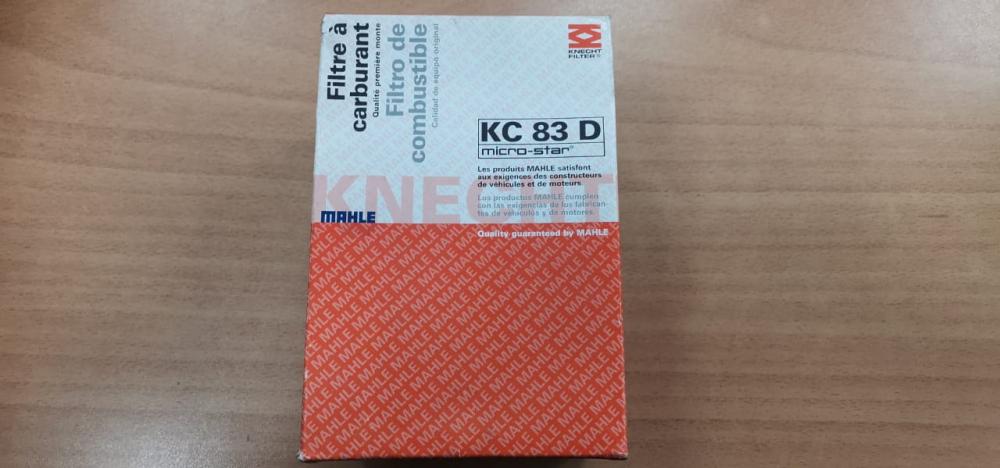 Filtre à
carburant
Qualité première monte
Filtro de
combustible
Calidad de equipo original
KNECHT
FILTER®
KC 83 D
micro-star®
Les produits MAHLE satisfont
aux exigences des constructeurs
de véhicules et de moteurs
Los productos MAHLE cumplen
con las exigencias de los fabrican-
tes de vehículos y de motores.
KNECHT
MAHLE
Quality guaranteed by MAHLE